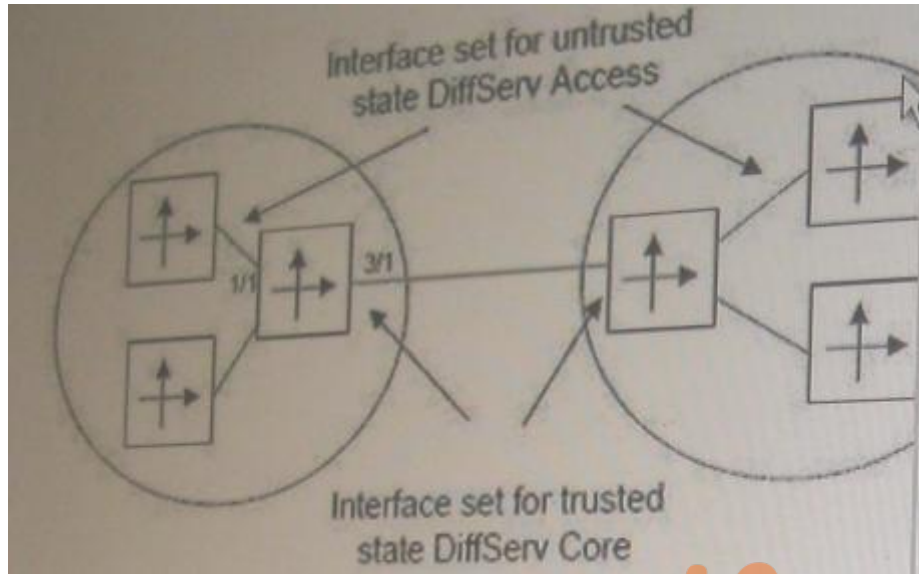 Interface set for untrusted
state DiffServ Access
1/1
3/1
Interface set for trusted
state DiffServ Core